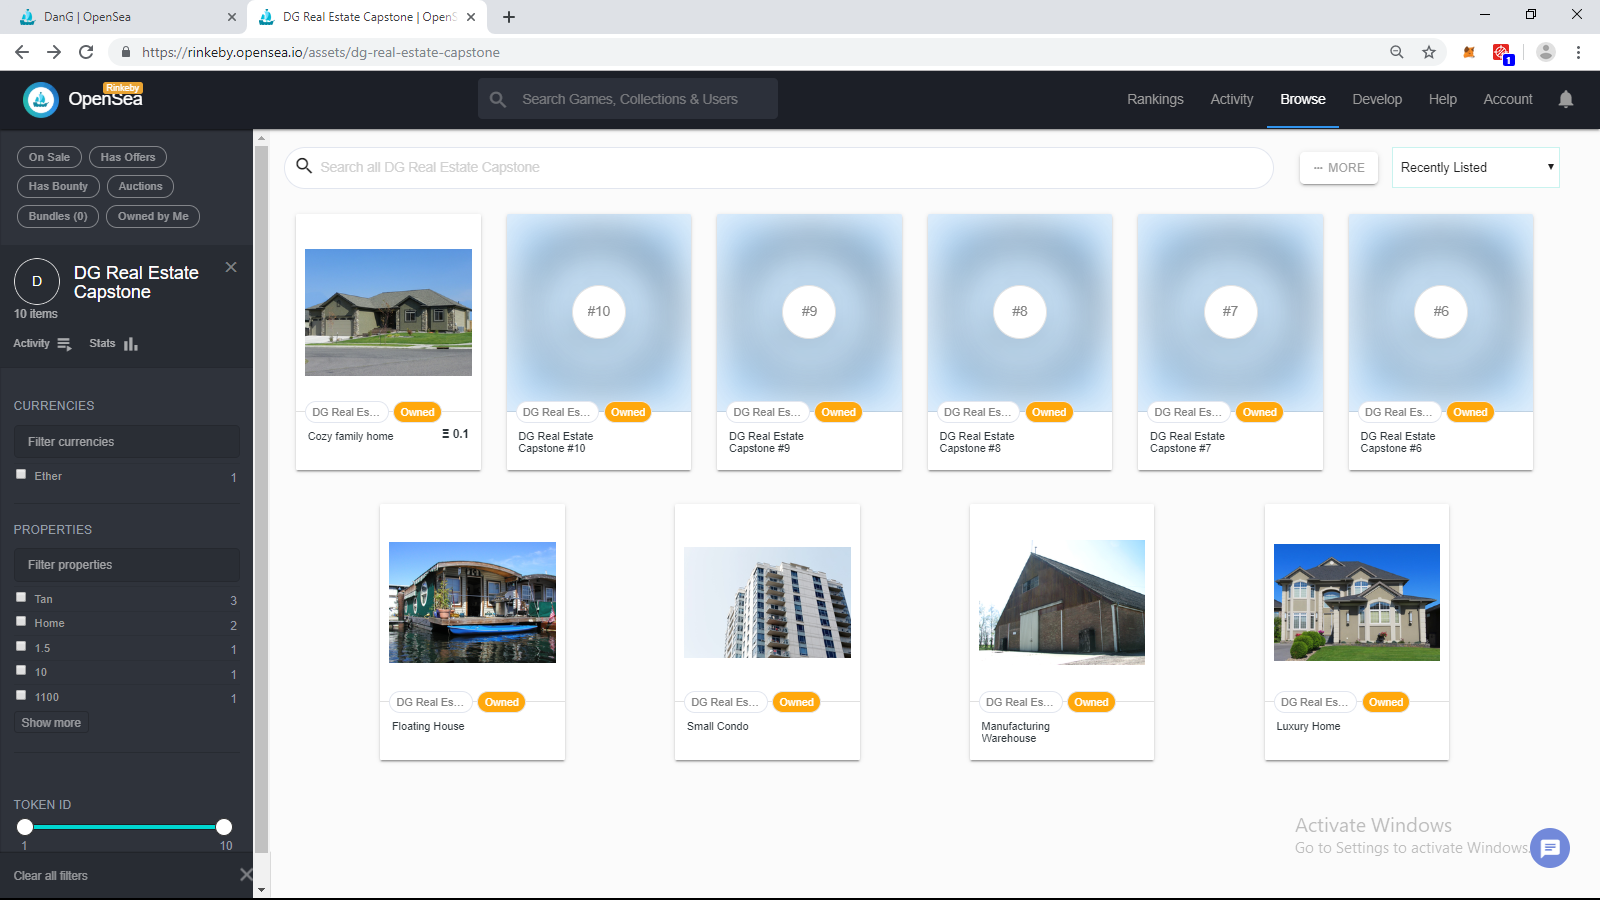 DanG | OpenSea
DG Real Estate Capstone | OpenS
https://rinkeby.opensea.io/assets/dg-real-estate-capstone
1
Rinkeby
OpenSea
Search Games, Collections & Users
Rankings
Activity
Browse
Develop
Help
Account
On Sale
Has Offers
Has Bounty
Auctions
Bundles (0)
Owned by Me
D
DG Real Estate
Capstone
10 items
Activity
Stats
CURRENCIES
Filter currencies
Ether 1
PROPERTIES
Filter properties
Tan 3
Home 2
1.5 1
10 1
1100 1
Show more
TOKEN ID
1 10
Clear all filters
Search all DG Real Estate Capstone
··· MORE
Recently Listed
DG Real Es... Owned
Cozy family home Ξ 0.1
#10
DG Real Es... Owned
DG Real Estate
Capstone #10
#9
DG Real Es... Owned
DG Real Estate
Capstone #9
#8
DG Real Es... Owned
DG Real Estate
Capstone #8
#7
DG Real Es... Owned
DG Real Estate
Capstone #7
#6
DG Real Es... Owned
DG Real Estate
Capstone #6
DG Real Es... Owned
Floating House
DG Real Es... Owned
Small Condo
DG Real Es... Owned
Manufacturing
Warehouse
DG Real Es... Owned
Luxury Home
Activate Windows
Go to Settings to activate Windows.